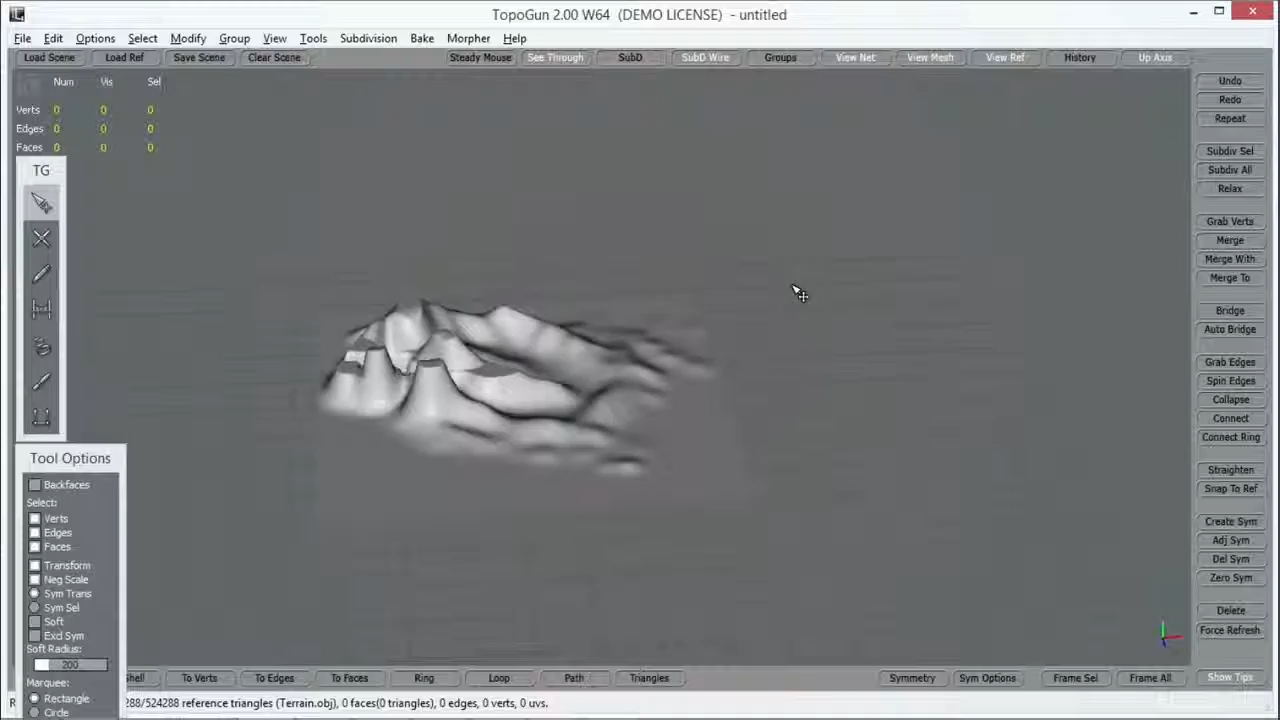 TopoGun 2.00 W64 (DEMO LICENSE) - untitled
File Edit Options Select Modify Group View Tools Subdivision Bake Morpher Help
Load Scene Load Ref Save Scene Clear Scene Steady Mouse See Through SubD SubD Wire Groups View Net View Mesh View Ref History Up Axis
Num Vis Sel
Verts 0 0 0
Edges 0 0 0
Faces 0 0 0
TG
Tool Options
Backfaces
Select:
Verts
Edges
Faces
Transform
Neg Scale
Sym Trans
Sym Sel
Soft
Excl Sym
Soft Radius:
200
Marquee:
Rectangle
Circle
Undo
Redo
Repeat
Subdiv Sel
Subdiv All
Relax
Grab Verts
Merge
Merge With
Merge To
Bridge
Auto Bridge
Grab Edges
Spin Edges
Collapse
Connect
Connect Ring
Straighten
Snap To Ref
Create Sym
Adj Sym
Del Sym
Zero Sym
Delete
Force Refresh
Show Tips
To Verts To Edges To Faces Ring Loop Path Triangles Symmetry Sym Options Frame Sel Frame All
288/524288 reference triangles (Terrain.obj), 0 faces(0 triangles), 0 edges, 0 verts, 0 uvs.